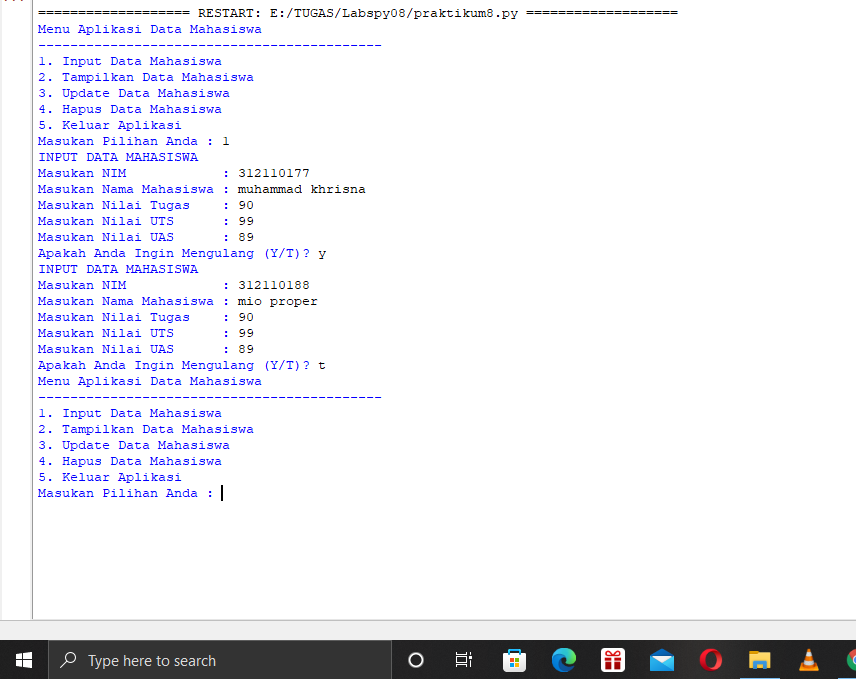 =================== RESTART: E:/TUGAS/Labspy08/praktikum8.py ===================
Menu Aplikasi Data Mahasiswa
-------------------------------------------
1. Input Data Mahasiswa
2. Tampilkan Data Mahasiswa
3. Update Data Mahasiswa
4. Hapus Data Mahasiswa
5. Keluar Aplikasi
Masukan Pilihan Anda : 1
INPUT DATA MAHASISWA
Masukan NIM            : 312110177
Masukan Nama Mahasiswa : muhammad khrisna
Masukan Nilai Tugas    : 90
Masukan Nilai UTS      : 99
Masukan Nilai UAS      : 89
Apakah Anda Ingin Mengulang (Y/T)? y
INPUT DATA MAHASISWA
Masukan NIM            : 312110188
Masukan Nama Mahasiswa : mio proper
Masukan Nilai Tugas    : 90
Masukan Nilai UTS      : 99
Masukan Nilai UAS      : 89
Apakah Anda Ingin Mengulang (Y/T)? t
Menu Aplikasi Data Mahasiswa
-------------------------------------------
1. Input Data Mahasiswa
2. Tampilkan Data Mahasiswa
3. Update Data Mahasiswa
4. Hapus Data Mahasiswa
5. Keluar Aplikasi
Masukan Pilihan Anda :
Type here to search